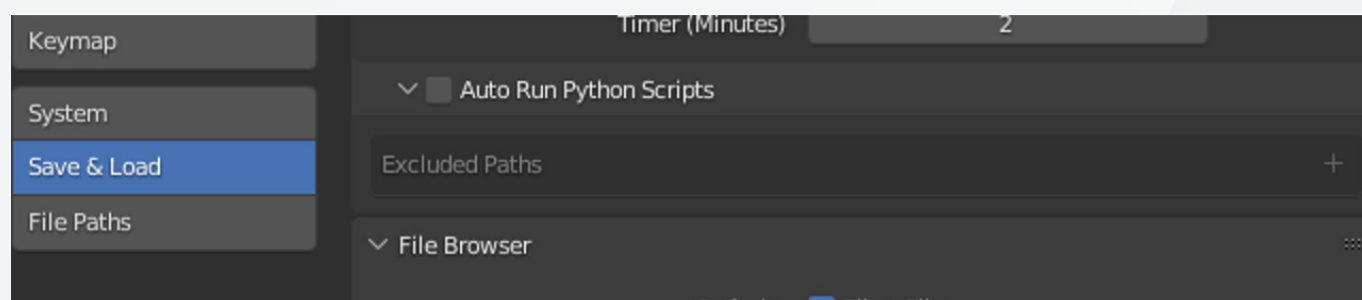 Keymap
System
Save & Load
File Paths
Timer (Minutes) 2
Auto Run Python Scripts
Excluded Paths
File Browser